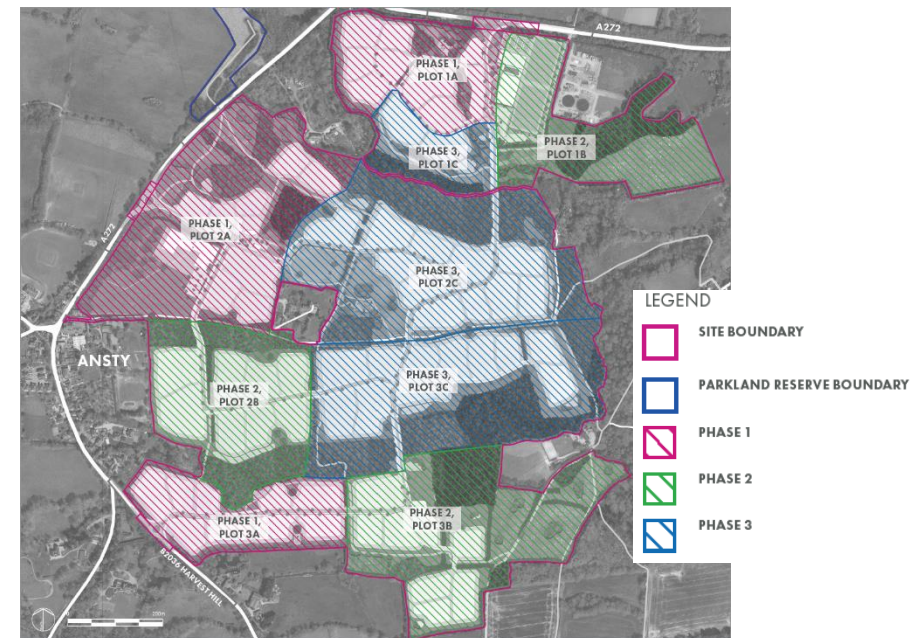 A272
PHASE 1,
PLOT 1A
PHASE 2,
PLOT 1B
PHASE 3,
PLOT 1C
PHASE 1,
PLOT 2A
A272
PHASE 3,
PLOT 2C
ANSTY
PHASE 2,
PLOT 2B
PHASE 3,
PLOT 3C
PHASE 1,
PLOT 3A
PHASE 2,
PLOT 3B
HARVEST HILL
LEGEND
SITE BOUNDARY
PARKLAND RESERVE BOUNDARY
PHASE 1
PHASE 2
PHASE 3